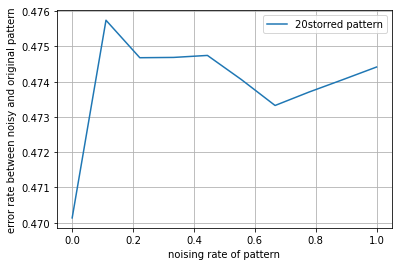 0.476
0.475
0.474
0.473
0.472
0.471
0.470
error rate between noisy and original pattern
20storred pattern
0.0 0.2 0.4 0.6 0.8 1.0
noising rate of pattern